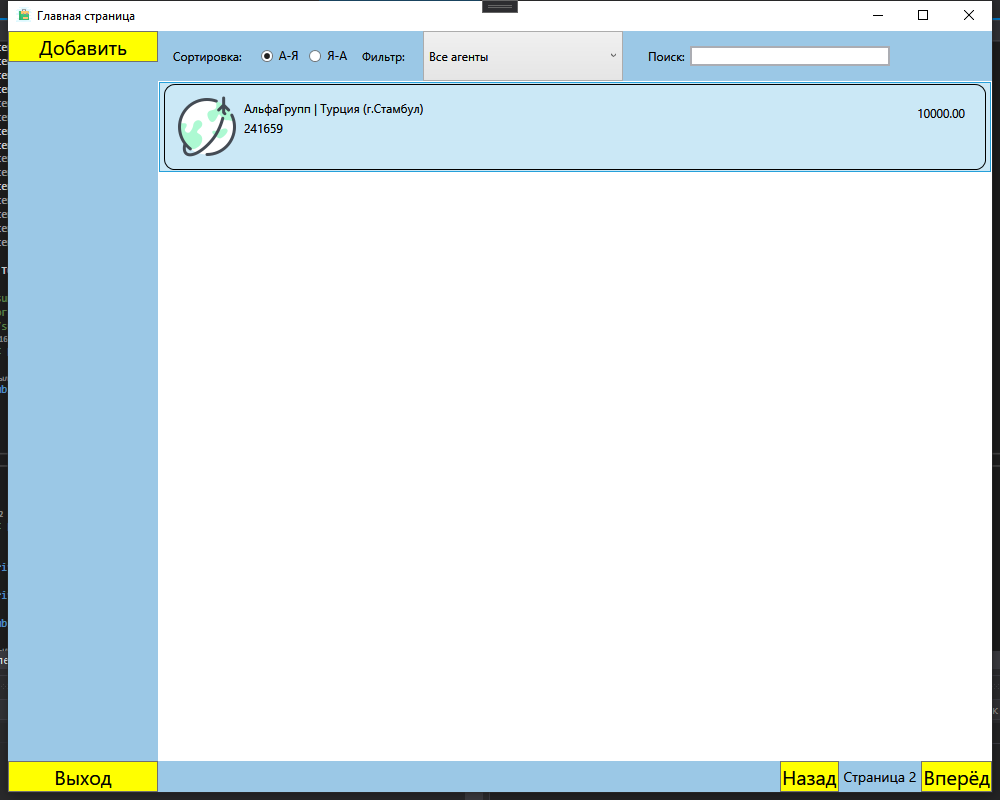 Главная страница
Добавить
Сортировка: А-Я Я-А Фильтр: Все агенты Поиск:
АльфаГрупп | Турция (г.Стамбул)
241659
10000.00
Выход
Назад Страница 2 Вперёд